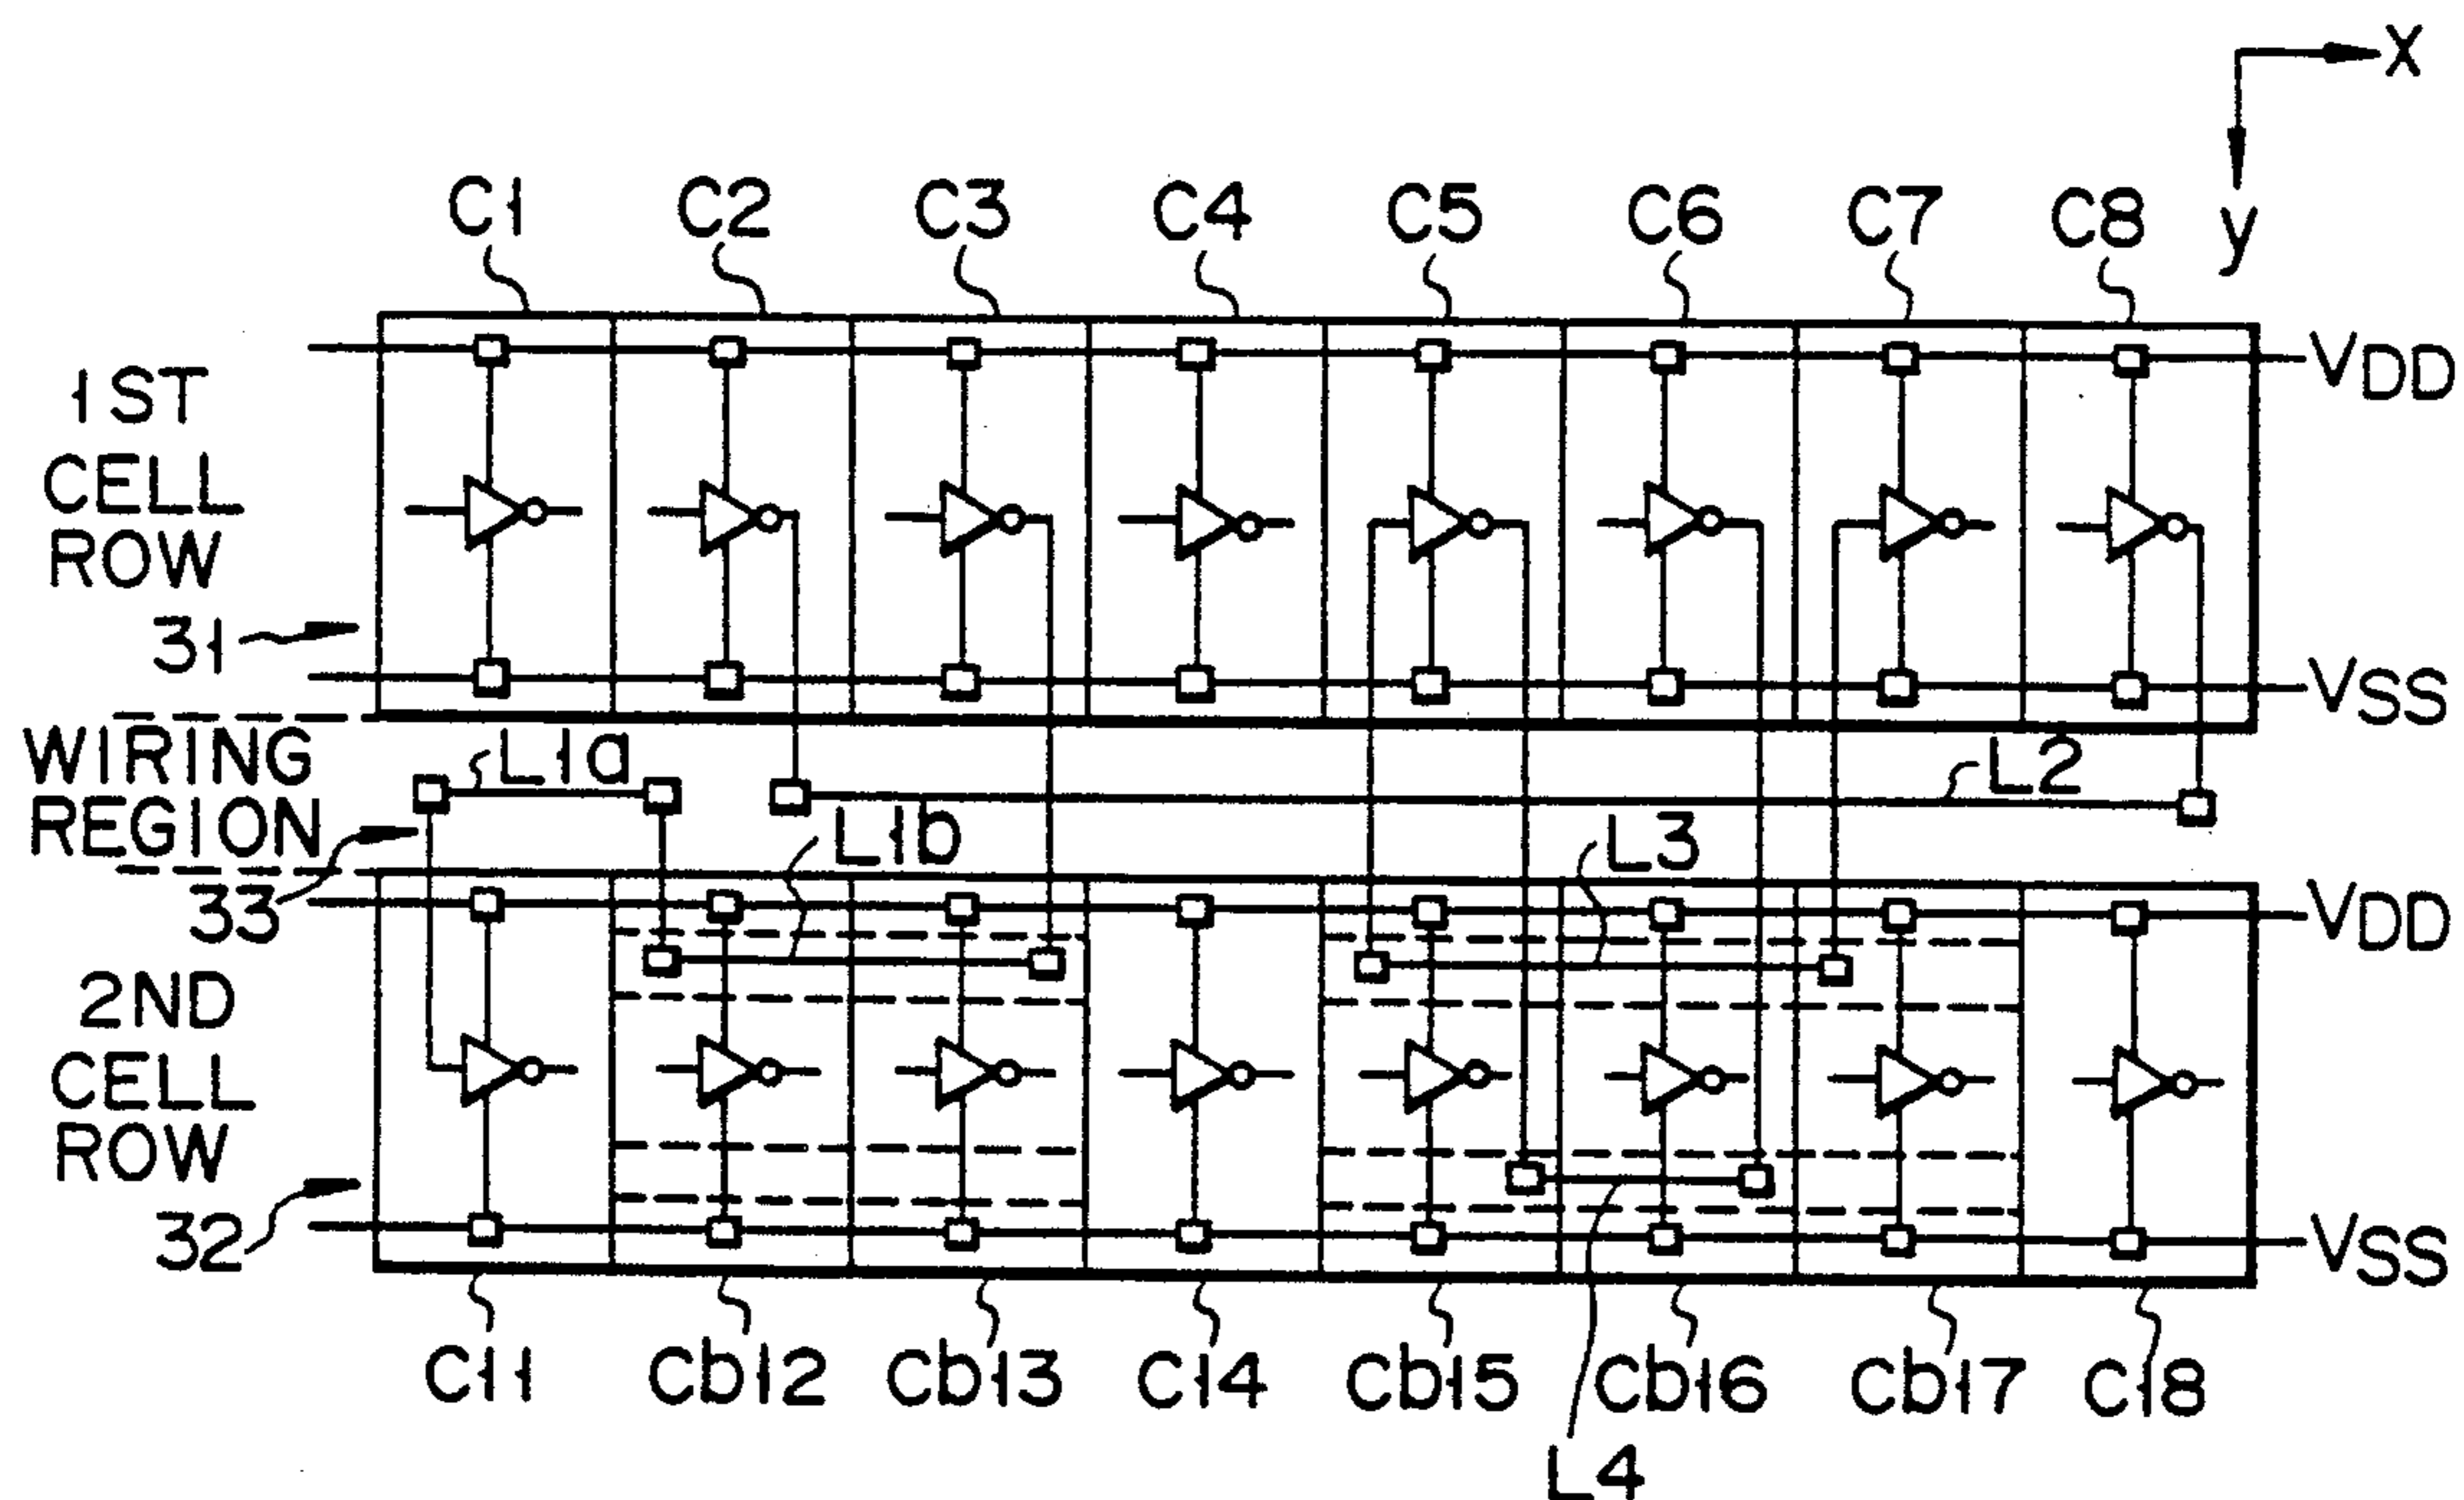 X
y
C1 C2 C3 C4 C5 C6 C7 C8
VDD
1ST
CELL
ROW
31
VSS
WIRING
REGION
33
L1a
L1b
L2
L3
VDD
2ND
CELL
ROW
32
VSS
C11 Cb12 Cb13 C14 Cb15 Cb16 Cb17 C18
L4